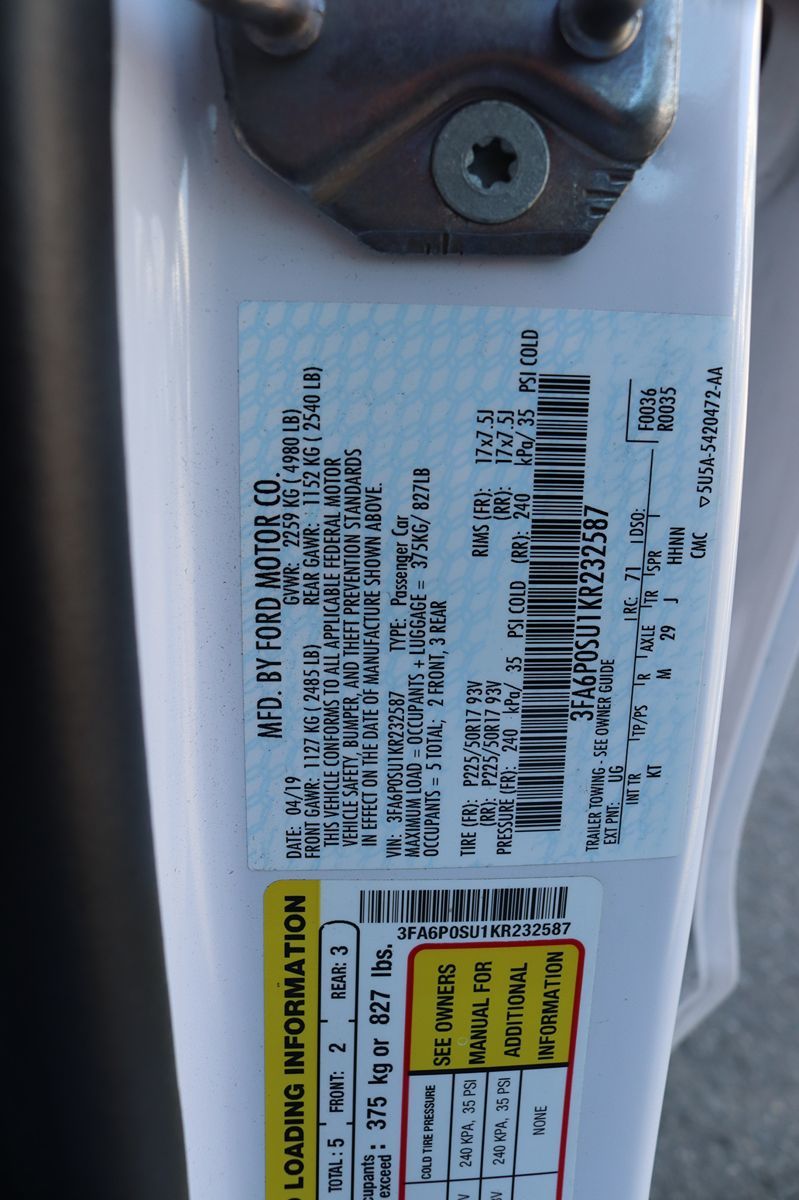 MFD. BY FORD MOTOR CO.
DATE: 04/19 GVWR: 2259 KG ( 4980 LB)
FRONT GAWR: 1127 KG ( 2485 LB) REAR GAWR: 1152 KG ( 2540 LB)
THIS VEHICLE CONFORMS TO ALL APPLICABLE FEDERAL MOTOR
VEHICLE SAFETY, BUMPER, AND THEFT PREVENTION STANDARDS
IN EFFECT ON THE DATE OF MANUFACTURE SHOWN ABOVE.
VIN: 3FA6P0SU1KR232587 TYPE: Passenger Car
MAXIMUM LOAD = OCCUPANTS + LUGGAGE = 375KG/ 827LB
OCCUPANTS = 5 TOTAL; 2 FRONT, 3 REAR
TIRE (FR): P225/50R17 93V RIMS (FR): 17x7.5J
(RR): P225/50R17 93V (RR): 17x7.5J
PRESSURE (FR): 240 kPa/ 35 PSI COLD (RR): 240 kPa/ 35 PSI COLD
3FA6P0SU1KR232587
TRAILER TOWING - SEE OWNER GUIDE
EXT PNT: UG RC: 71 DSO: F0036
R0035
INT TR TP/PS R AXLE TR SPR
KT M 29 J HHNN
CMC ▽5U5A-5420472-AA
LOADING INFORMATION
TOTAL: 5 FRONT: 2 REAR: 3
exceed : 375 kg or 827 lbs.
3FA6P0SU1KR232587
COLD TIRE PRESSURE
240 KPA, 35 PSI
240 KPA, 35 PSI
NONE
SEE OWNERS
MANUAL FOR
ADDITIONAL
INFORMATION